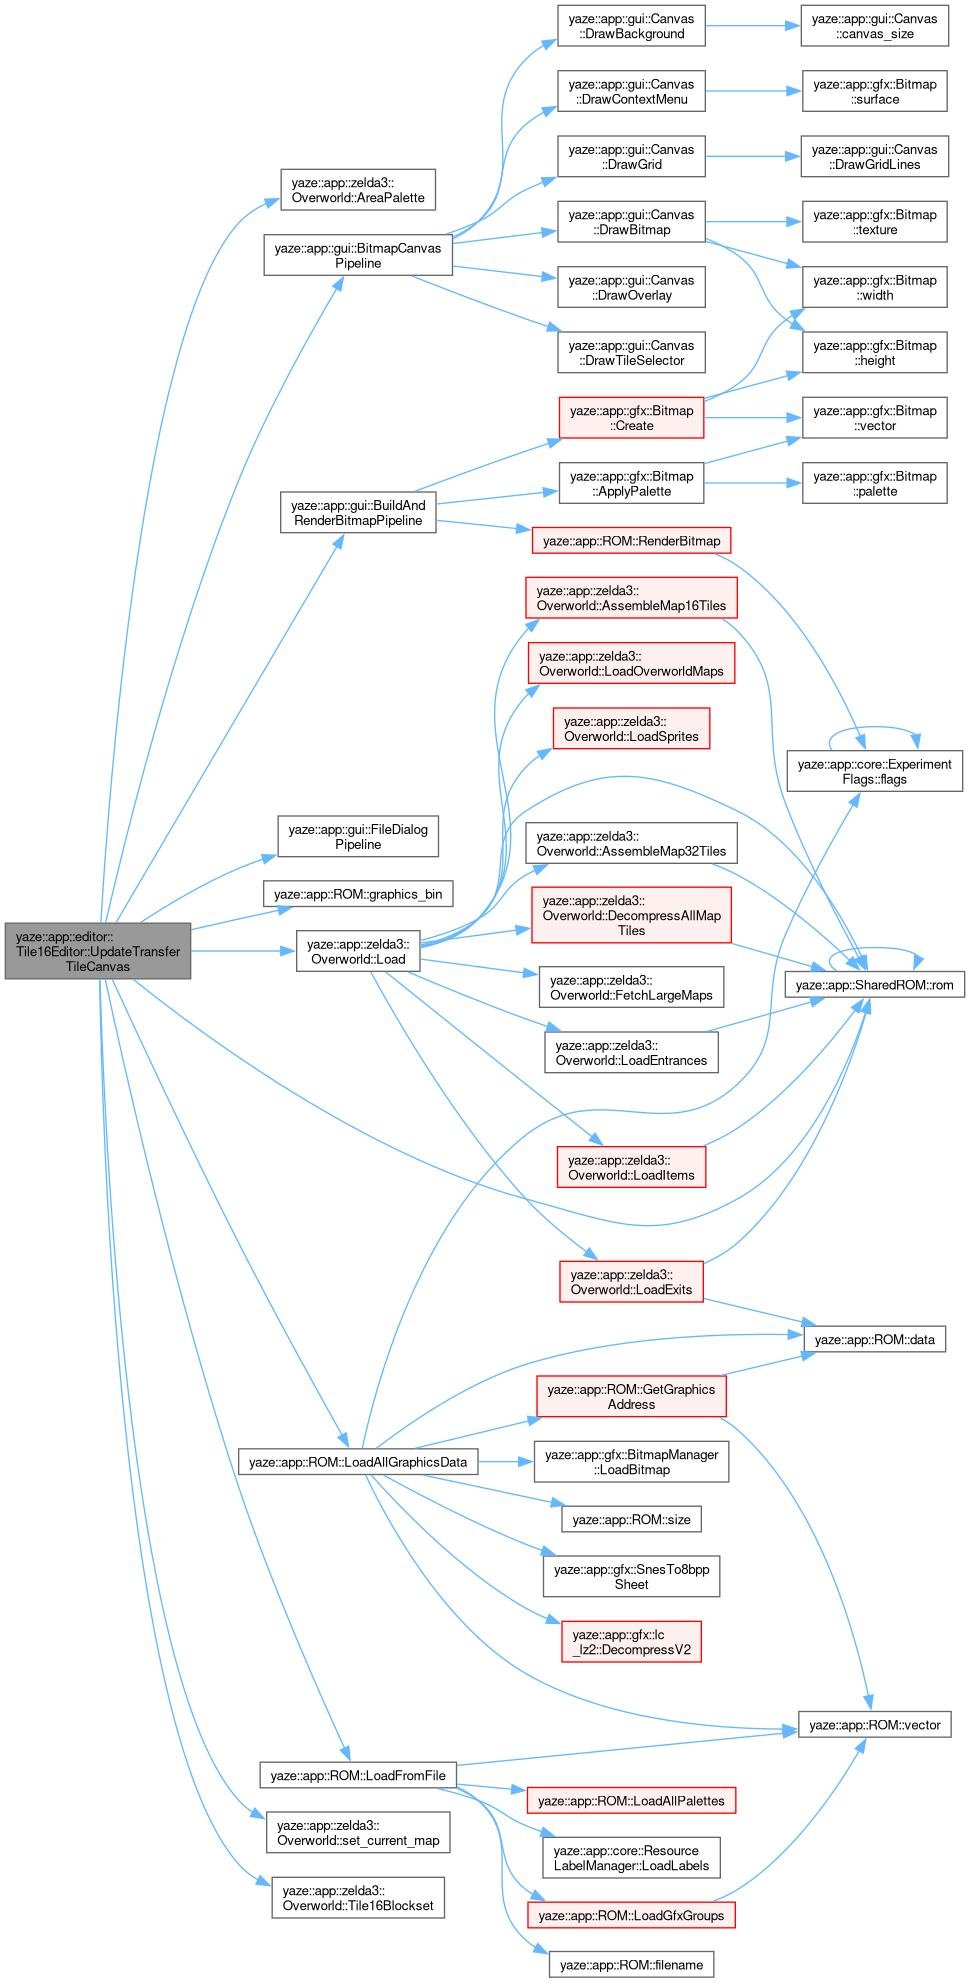 yaze::app::gui::Canvas
::DrawBackground
yaze::app::gui::Canvas
::canvas_size
yaze::app::gui::Canvas
::DrawContextMenu
yaze::app::gfx::Bitmap
::surface
yaze::app::gui::Canvas
::DrawGrid
yaze::app::gui::Canvas
::DrawGridLines
yaze::app::zelda3::
Overworld::AreaPalette
yaze::app::gui::Canvas
::DrawBitmap
yaze::app::gfx::Bitmap
::texture
yaze::app::gui::BitmapCanvas
Pipeline
yaze::app::gui::Canvas
::DrawOverlay
yaze::app::gfx::Bitmap
::width
yaze::app::gui::Canvas
::DrawTileSelector
yaze::app::gfx::Bitmap
::height
yaze::app::gfx::Bitmap
::Create
yaze::app::gfx::Bitmap
::vector
yaze::app::gui::BuildAnd
RenderBitmapPipeline
yaze::app::gfx::Bitmap
::ApplyPalette
yaze::app::gfx::Bitmap
::palette
yaze::app::ROM::RenderBitmap
yaze::app::zelda3::
Overworld::AssembleMap16Tiles
yaze::app::zelda3::
Overworld::LoadOverworldMaps
yaze::app::zelda3::
Overworld::LoadSprites
yaze::app::core::Experiment
Flags::flags
yaze::app::gui::FileDialog
Pipeline
yaze::app::zelda3::
Overworld::AssembleMap32Tiles
yaze::app::ROM::graphics_bin
yaze::app::zelda3::
Overworld::DecompressAllMap
Tiles
yaze::app::editor::
Tile16Editor::UpdateTransfer
TileCanvas
yaze::app::zelda3::
Overworld::Load
yaze::app::zelda3::
Overworld::FetchLargeMaps
yaze::app::SharedROM::rom
yaze::app::zelda3::
Overworld::LoadEntrances
yaze::app::zelda3::
Overworld::LoadItems
yaze::app::zelda3::
Overworld::LoadExits
yaze::app::ROM::data
yaze::app::ROM::GetGraphics
Address
yaze::app::ROM::LoadAllGraphicsData
yaze::app::gfx::BitmapManager
::LoadBitmap
yaze::app::ROM::size
yaze::app::gfx::SnesTo8bpp
Sheet
yaze::app::gfx::lc
_lz2::DecompressV2
yaze::app::ROM::vector
yaze::app::ROM::LoadFromFile
yaze::app::ROM::LoadAllPalettes
yaze::app::zelda3::
Overworld::set_current_map
yaze::app::core::Resource
LabelManager::LoadLabels
yaze::app::zelda3::
Overworld::Tile16Blockset
yaze::app::ROM::LoadGfxGroups
yaze::app::ROM::filename